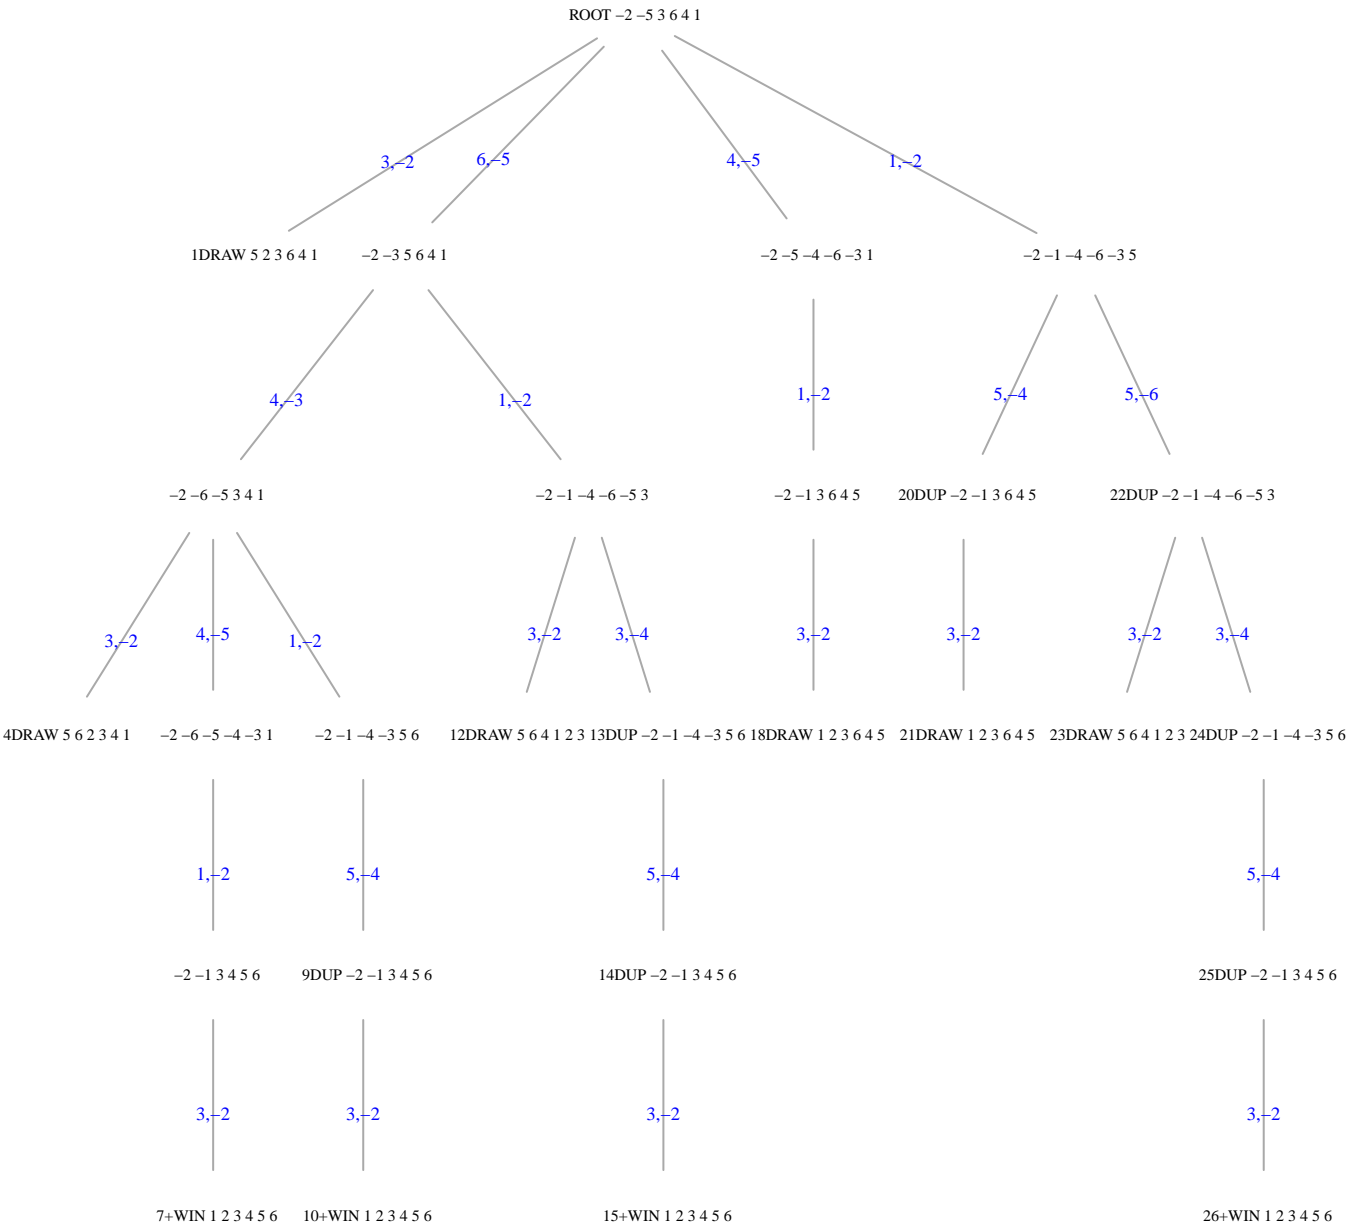 ROOT –2 –5 3 6 4 1
3,–2 6,–5 4,–5 1,–2
1DRAW 5 2 3 6 4 1 –2 –3 5 6 4 1 –2 –5 –4 –6 –3 1 –2 –1 –4 –6 –3 5
4,–3 1,–2 1,–2 5,–4 5,–6
–2 –6 –5 3 4 1 –2 –1 –4 –6 –5 3 –2 –1 3 6 4 5 20DUP –2 –1 3 6 4 5 22DUP –2 –1 –4 –6 –5 3
3,–2 4,–5 1,–2 3,–2 3,–4 3,–2 3,–2 3,–2 3,–4
4DRAW 5 6 2 3 4 1 –2 –6 –5 –4 –3 1 –2 –1 –4 –3 5 6 12DRAW 5 6 4 1 2 3 13DUP –2 –1 –4 –3 5 6 18DRAW 1 2 3 6 4 5 21DRAW 1 2 3 6 4 5 23DRAW 5 6 4 1 2 3 24DUP –2 –1 –4 –3 5 6
1,–2 5,–4 5,–4 5,–4
–2 –1 3 4 5 6 9DUP –2 –1 3 4 5 6 14DUP –2 –1 3 4 5 6 25DUP –2 –1 3 4 5 6
3,–2 3,–2 3,–2 3,–2
7+WIN 1 2 3 4 5 6 10+WIN 1 2 3 4 5 6 15+WIN 1 2 3 4 5 6 26+WIN 1 2 3 4 5 6